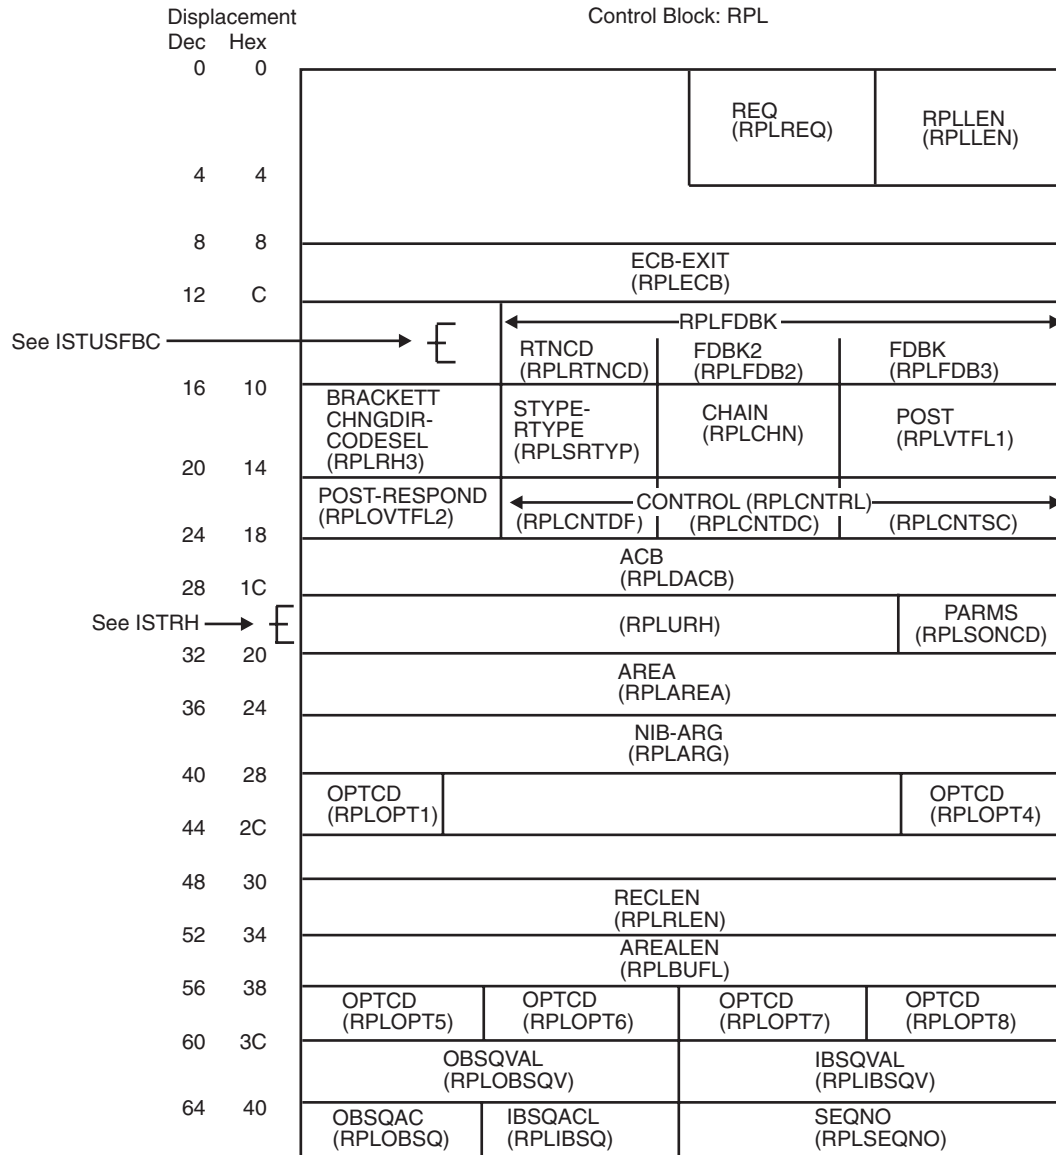 Displacement
Control Block: RPL
Dec Hex
0 0
REQ
(RPLREQ)
RPLLEN
(RPLLEN)
4 4
8 8
ECB-EXIT
(RPLECB)
12 C
See ISTUSFBC
RPLFDBK
RTNCD
(RPLRTNCD)
FDBK2
(RPLFDB2)
FDBK
(RPLFDB3)
16 10
BRACKETT
CHNGDIR-
CODESEL
(RPLRH3)
STYPE-
RTYPE
(RPLSRTYP)
CHAIN
(RPLCHN)
POST
(RPLVTFL1)
20 14
POST-RESPOND
(RPLOVTFL2)
CONTROL (RPLCNTRL)
(RPLCNTDF)
(RPLCNTDC)
(RPLCNTSC)
24 18
ACB
(RPLDACB)
28 1C
See ISTRH
(RPLURH)
PARMS
(RPLSONCD)
32 20
AREA
(RPLAREA)
36 24
NIB-ARG
(RPLARG)
40 28
OPTCD
(RPLOPT1)
OPTCD
(RPLOPT4)
44 2C
48 30
RECLEN
(RPLRLEN)
52 34
AREALEN
(RPLBUFL)
56 38
OPTCD
(RPLOPT5)
OPTCD
(RPLOPT6)
OPTCD
(RPLOPT7)
OPTCD
(RPLOPT8)
60 3C
OBSQVAL
(RPLOBSQV)
IBSQVAL
(RPLIBSQV)
64 40
OBSQAC
(RPLOBSQ)
IBSQACL
(RPLIBSQ)
SEQNO
(RPLSEQNO)